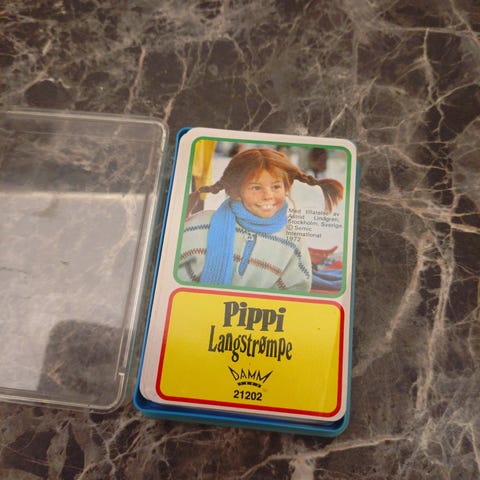 Med tillatelse av
Astrid Lindgren,
Stockholm, Sverige
© Semic
International
1972
Pippi
Langstrømpe
DAMM
21202